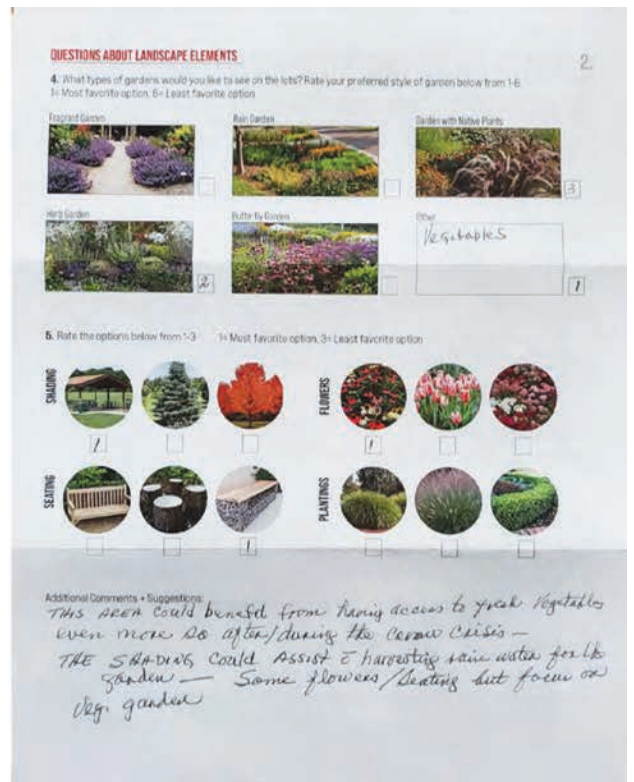 QUESTIONS ABOUT LANDSCAPE ELEMENTS
2.
4. What types of gardens would you like to see on the lots? Rate your preferred style of garden below from 1-6
1= Most favorite option, 6= Least favorite option
Fragrant Garden
Rain Garden
Garden with Native Plants
3
Herb Garden
Butterfly Garden
Other
Vegetables
2
1
5. Rate the options below from 1-3 1= Most favorite option, 3= Least favorite option
SHADING
FLOWERS
1
1
SEATING
PLANTINGS
1
Additional Comments + Suggestions:
THIS AREA Could benefit from having access to fresh Vegetables
even more so after/during the Crisis -
THE SHADING Could ASSIST c̄ harvesting rain water for the
garden - Some flowers/Seating but focus on
Veg. garden